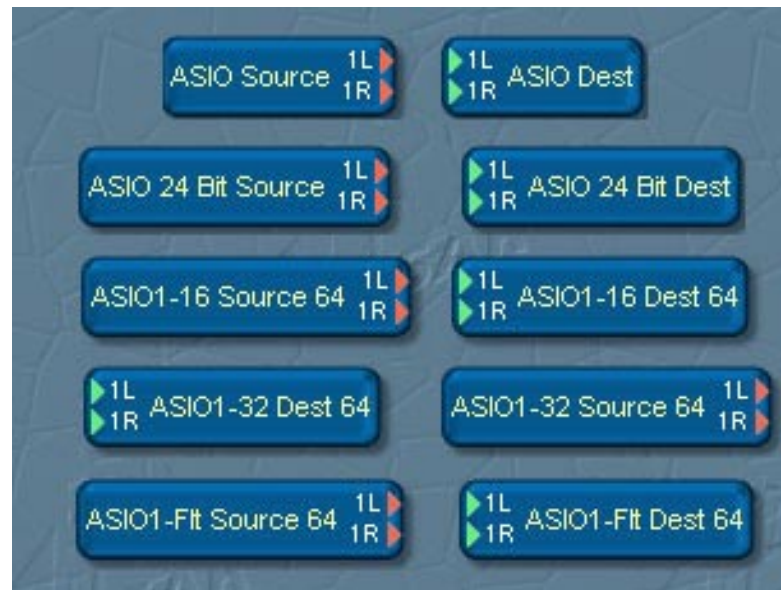 ASIO Source 1L 1R
1L 1R ASIO Dest
ASIO 24 Bit Source 1L 1R
1L 1R ASIO 24 Bit Dest
ASIO1-16 Source 64 1L 1R
1L 1R ASIO1-16 Dest 64
1L 1R ASIO1-32 Dest 64
ASIO1-32 Source 64 1L 1R
ASIO1-Flt Source 64 1L 1R
1L 1R ASIO1-Flt Dest 64